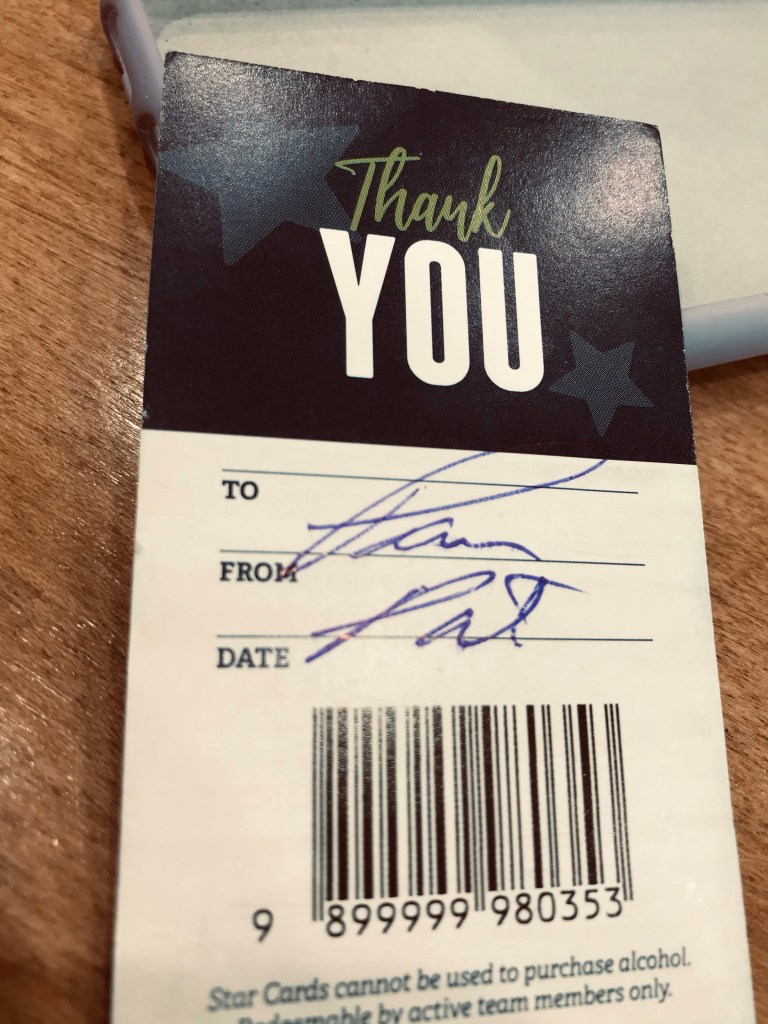 Thank
YOU
TO
FROM
Pat
DATE
9 899999 980353
Star Cards cannot be used to purchase alcohol.
Redeemable by active team members only.